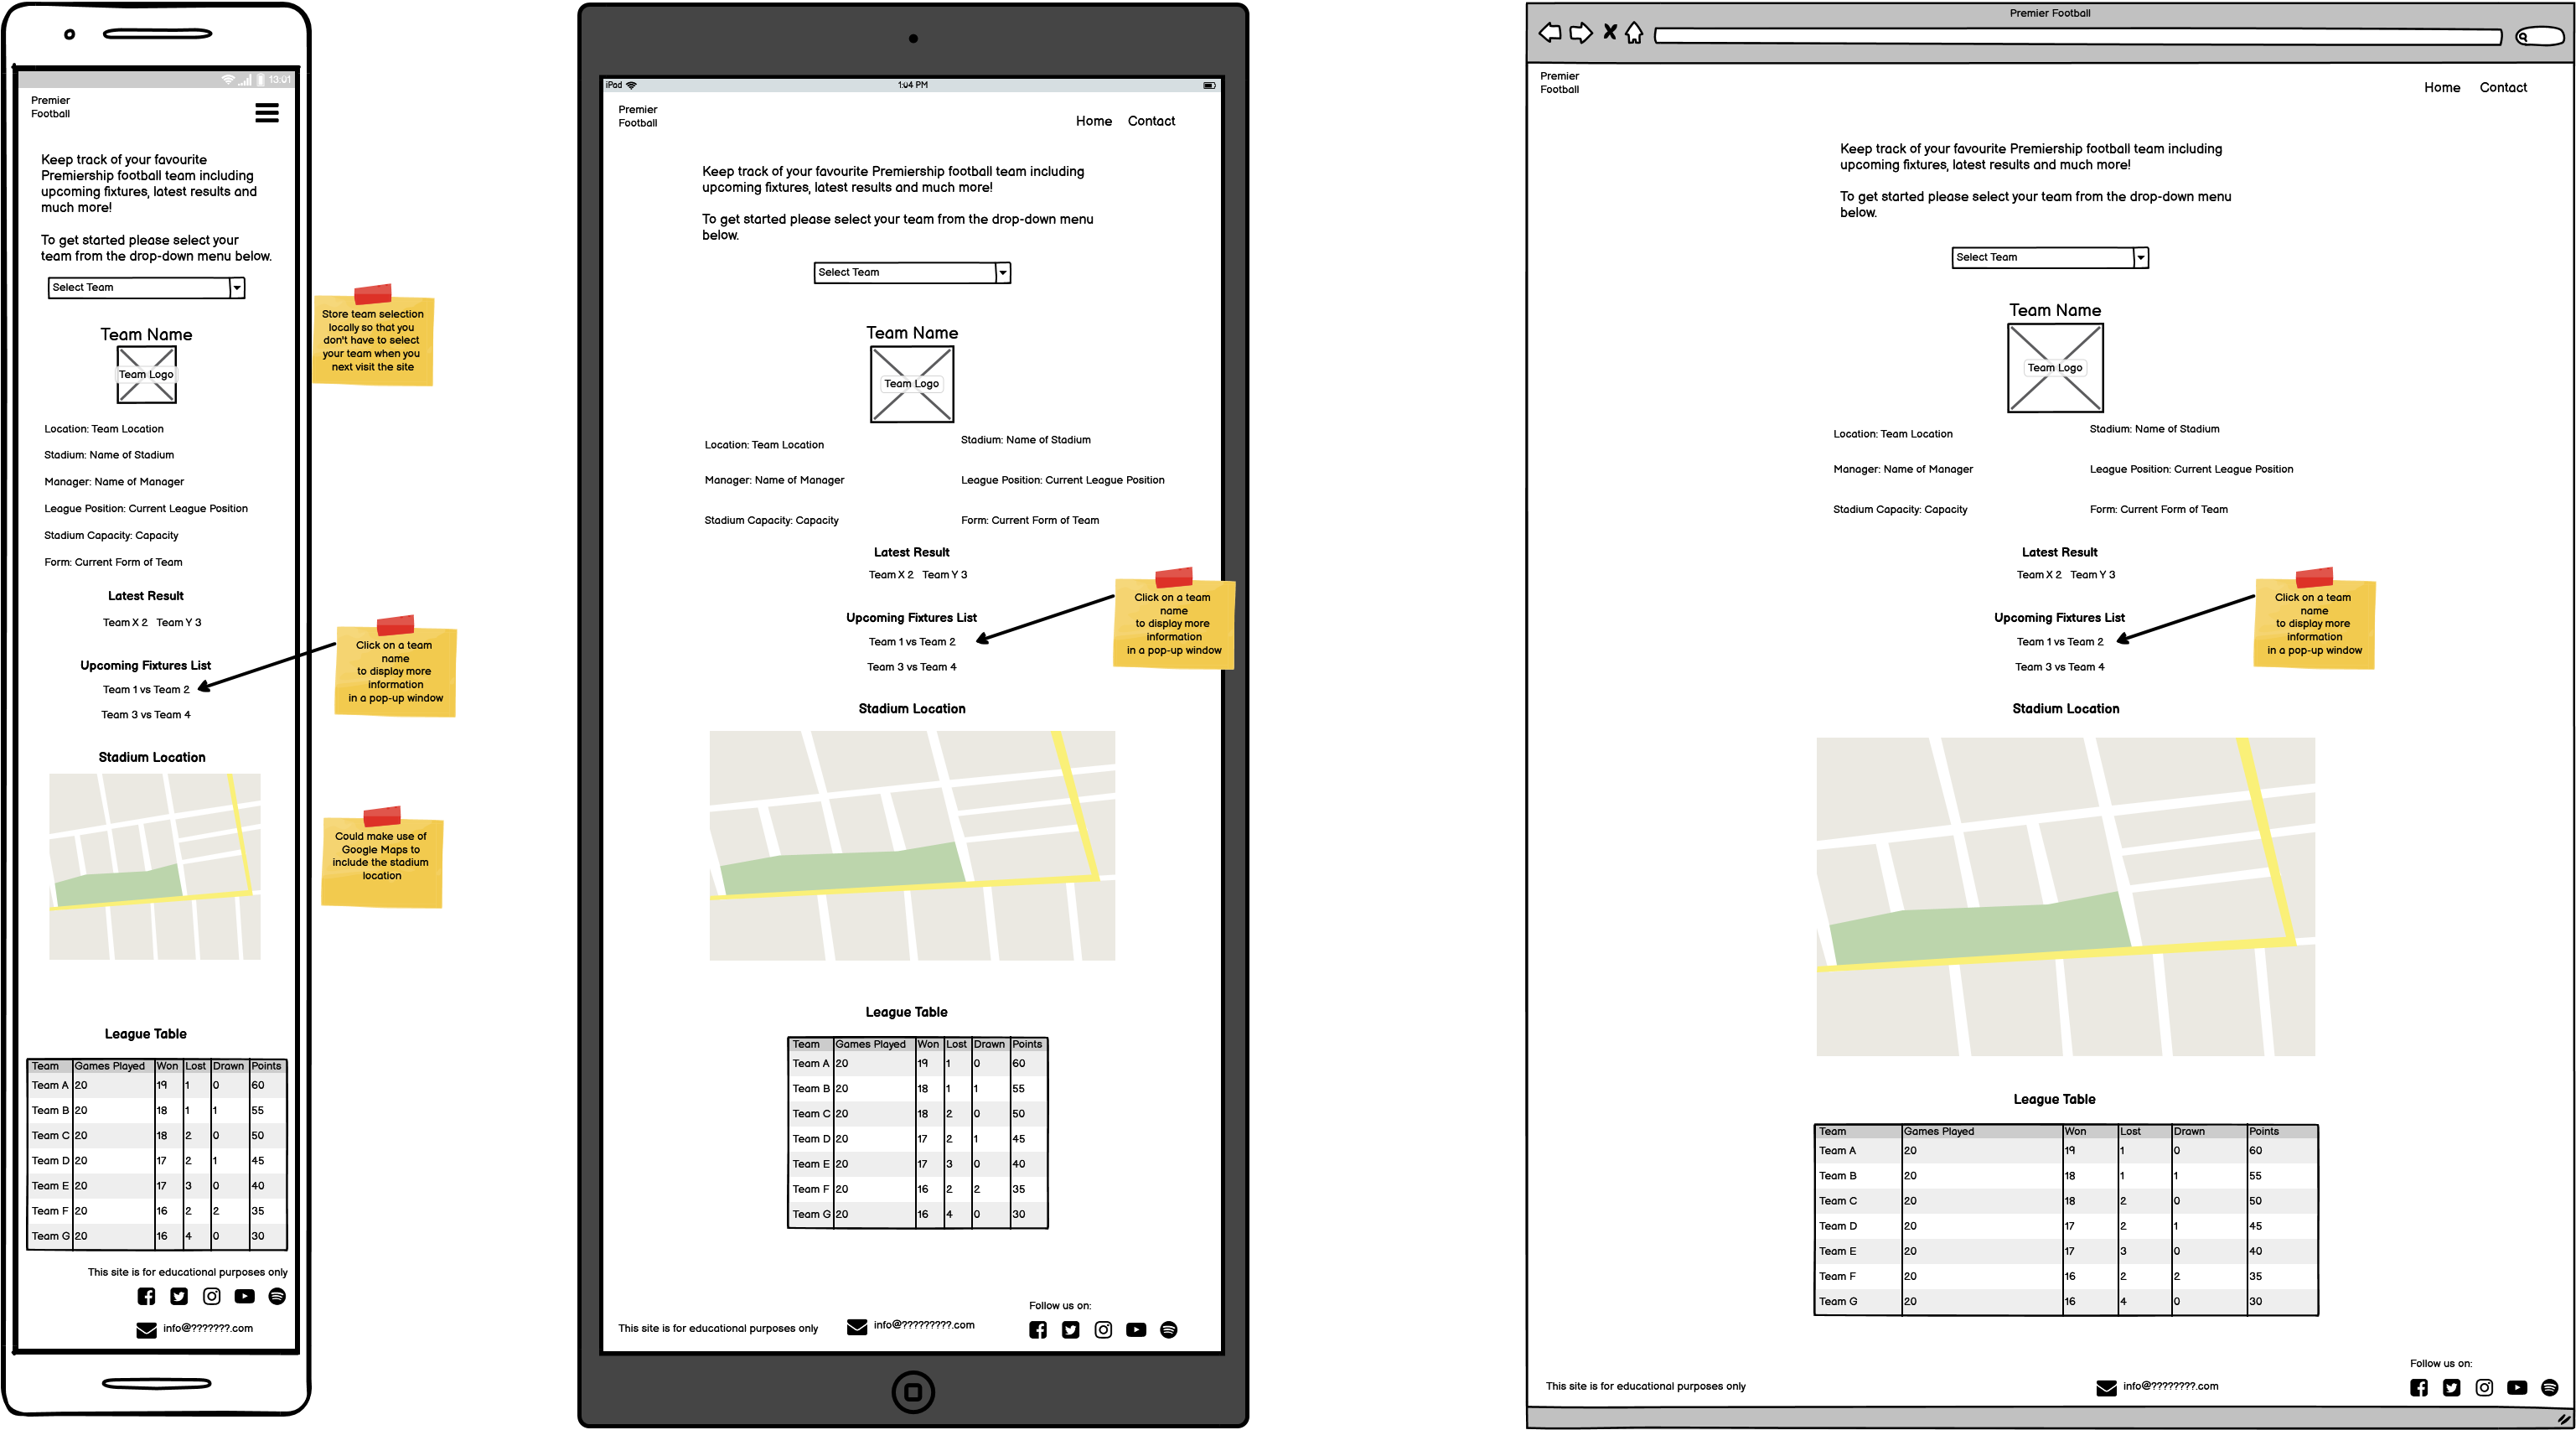 13:01
Premier
Football
Keep track of your favourite
Premiership football team including
upcoming fixtures, latest results and
much more!
To get started please select your
team from the drop-down menu below.
Select Team
Team Name
Team Logo
Location: Team Location
Stadium: Name of Stadium
Manager: Name of Manager
League Position: Current League Position
Stadium Capacity: Capacity
Form: Current Form of Team
Latest Result
Team X 2 Team Y 3
Upcoming Fixtures List
Team 1 vs Team 2
Team 3 vs Team 4
Stadium Location
League Table
Team Games Played Won Lost Drawn Points
Team A 20 19 1 0 60
Team B 20 18 1 1 55
Team C 20 18 2 0 50
Team D 20 17 2 1 45
Team E 20 17 3 0 40
Team F 20 16 2 2 35
Team G 20 16 4 0 30
This site is for educational purposes only
info@???????.com
Store team selection
locally so that you
don't have to select
your team when you
next visit the site
Click on a team
name
to display more
information
in a pop-up window
Could make use of
Google Maps to
include the stadium
location
iPad 1:04 PM
Premier
Football
Home Contact
Keep track of your favourite Premiership football team including
upcoming fixtures, latest results and much more!
To get started please select your team from the drop-down menu
below.
Select Team
Team Name
Team Logo
Location: Team Location
Stadium: Name of Stadium
Manager: Name of Manager
League Position: Current League Position
Stadium Capacity: Capacity
Form: Current Form of Team
Latest Result
Team X 2 Team Y 3
Upcoming Fixtures List
Team 1 vs Team 2
Team 3 vs Team 4
Click on a team
name
to display more
information
in a pop-up window
Stadium Location
League Table
Team Games Played Won Lost Drawn Points
Team A 20 19 1 0 60
Team B 20 18 1 1 55
Team C 20 18 2 0 50
Team D 20 17 2 1 45
Team E 20 17 3 0 40
Team F 20 16 2 2 35
Team G 20 16 4 0 30
Follow us on:
This site is for educational purposes only
info@?????????.com
Premier Football
Premier
Football
Home Contact
Keep track of your favourite Premiership football team including
upcoming fixtures, latest results and much more!
To get started please select your team from the drop-down menu
below.
Select Team
Team Name
Team Logo
Location: Team Location
Stadium: Name of Stadium
Manager: Name of Manager
League Position: Current League Position
Stadium Capacity: Capacity
Form: Current Form of Team
Latest Result
Team X 2 Team Y 3
Upcoming Fixtures List
Team 1 vs Team 2
Team 3 vs Team 4
Click on a team
name
to display more
information
in a pop-up window
Stadium Location
League Table
Team Games Played Won Lost Drawn Points
Team A 20 19 1 0 60
Team B 20 18 1 1 55
Team C 20 18 2 0 50
Team D 20 17 2 1 45
Team E 20 17 3 0 40
Team F 20 16 2 2 35
Team G 20 16 4 0 30
Follow us on:
This site is for educational purposes only
info@????????.com